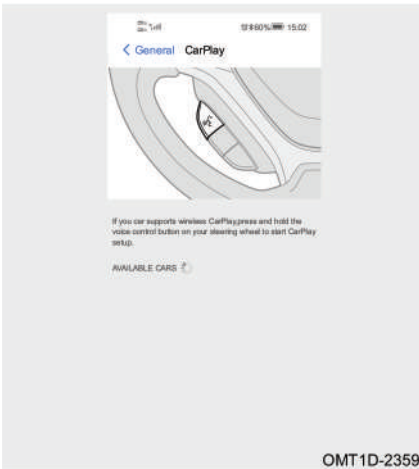 60% 15:02
General CarPlay
If you car supports wireless CarPlay,press and hold the
voice control button on your steering wheel to start CarPlay
setup.
AVAILABLE CARS
OMT1D-2359